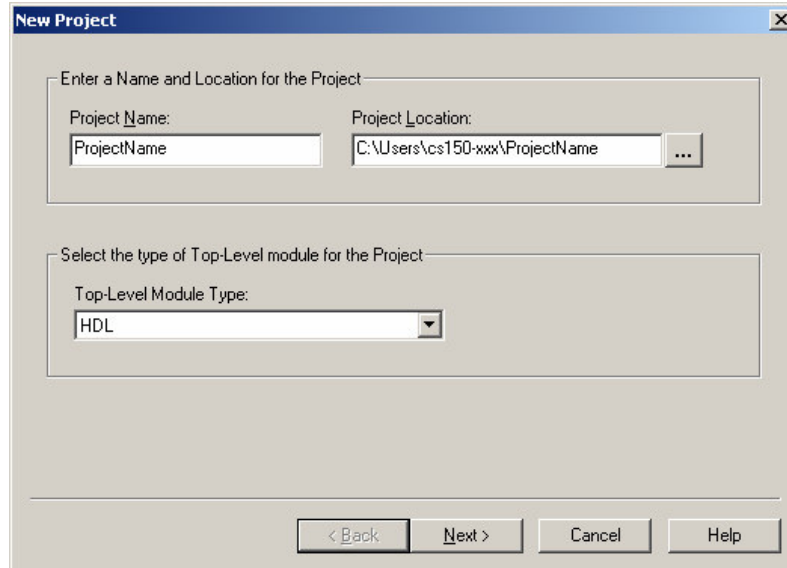 New Project
Enter a Name and Location for the Project
Project Name:
Project Location:
ProjectName
C:\Users\cs150-xxx\ProjectName
...
Select the type of Top-Level module for the Project
Top-Level Module Type:
HDL
< Back
Next >
Cancel
Help